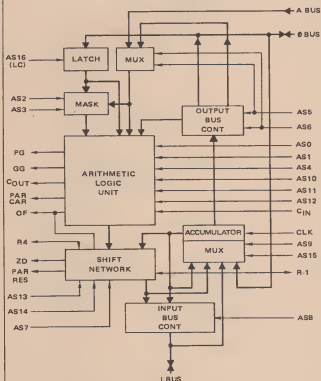 A BUS
Ø BUS
AS16
(LC)
LATCH
MUX
AS2
AS3
MASK
OUTPUT
BUS
CONT
AS5
AS6
PG
GG
COUT
PAR
CAR
OF
ARITHMETIC
LOGIC
UNIT
AS0
AS1
AS4
AS10
AS11
AS12
CIN
R4
ZD
PAR
RES
SHIFT
NETWORK
ACCUMULATOR
MUX
CLK
AS9
AS15
R-1
AS13
AS14
AS7
INPUT
BUS
CONT
AS8
I BUS